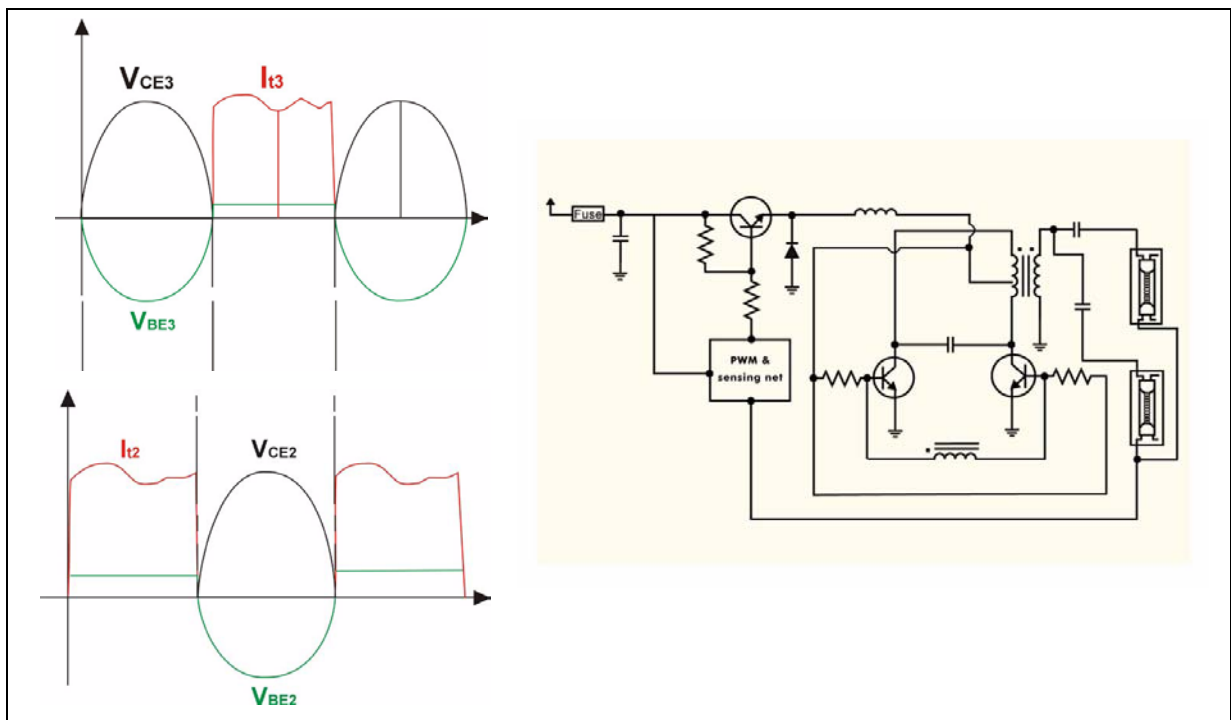 VCE3
It3
VBE3
It2
VCE2
VBE2
Fuse
PWM &
sensing net